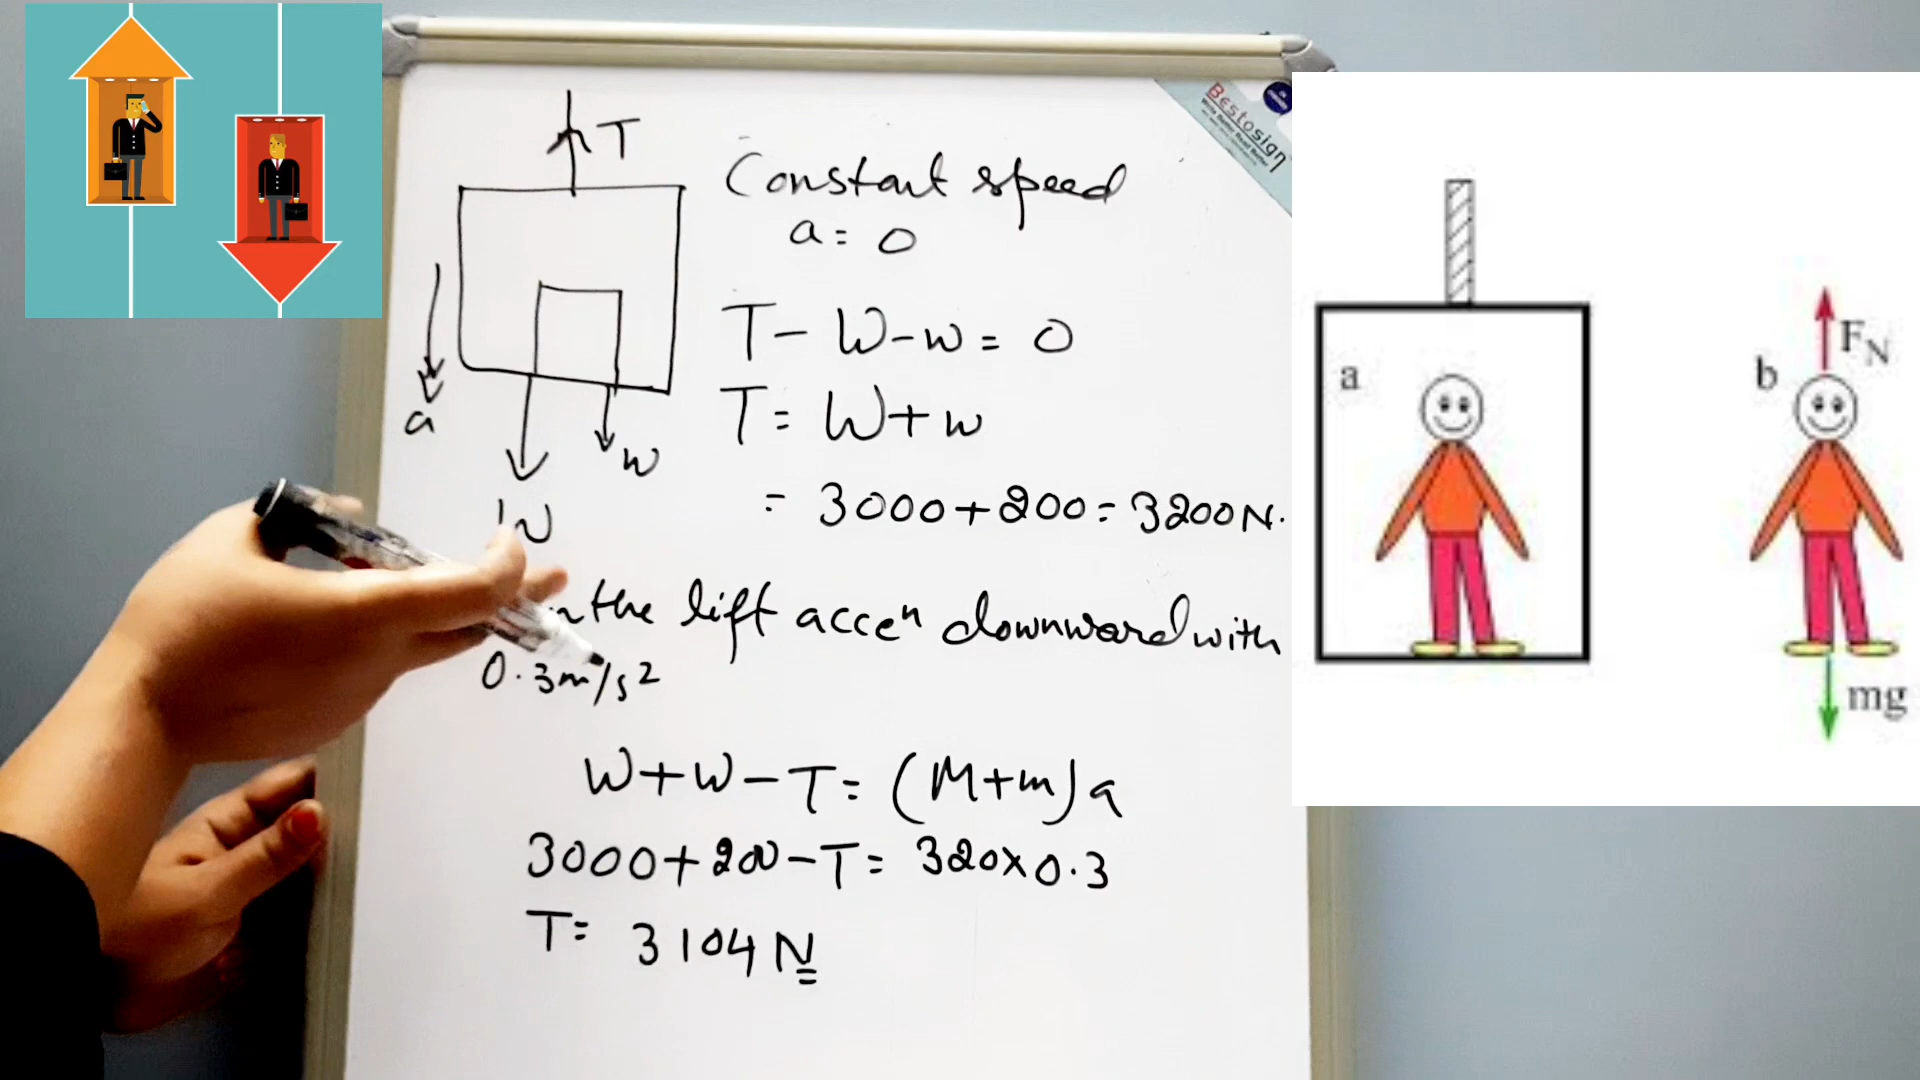 T
Constant speed
a = 0
T - W - w = 0
T = W + w
= 3000 + 200 = 3200 N.
a
w
W
the lift accen downward with
0.3 m/s²
W + w - T = (M + m) a
3000 + 200 - T = 320 x 0.3
T = 3104 N
Bestosign
a
b
FN
mg